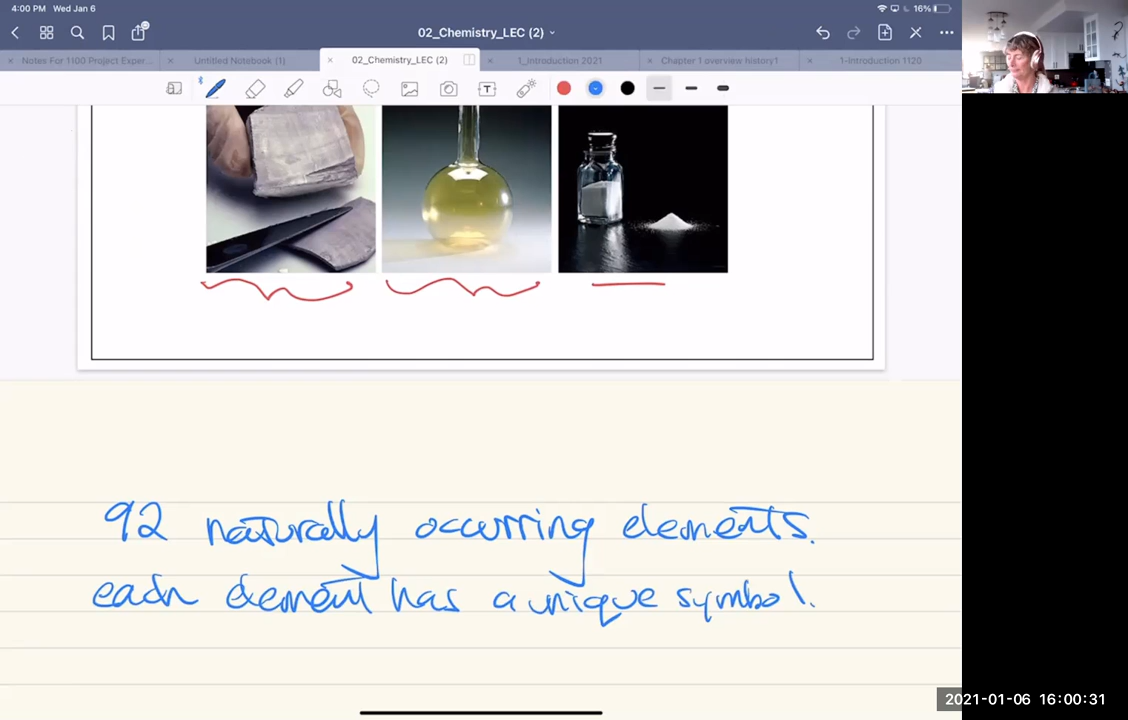 4:00 PM Wed Jan 6
16%
02_Chemistry_LEC (2)
Notes For 1100 Project Exper...
Untitled Notebook (1)
02_Chemistry_LEC (2)
1_Introduction 2021
Chapter 1 overview history1
1-Introduction 1120
T
92 naturally occurring elements.
each element has a unique symbol.
2021-01-06 16:00:31